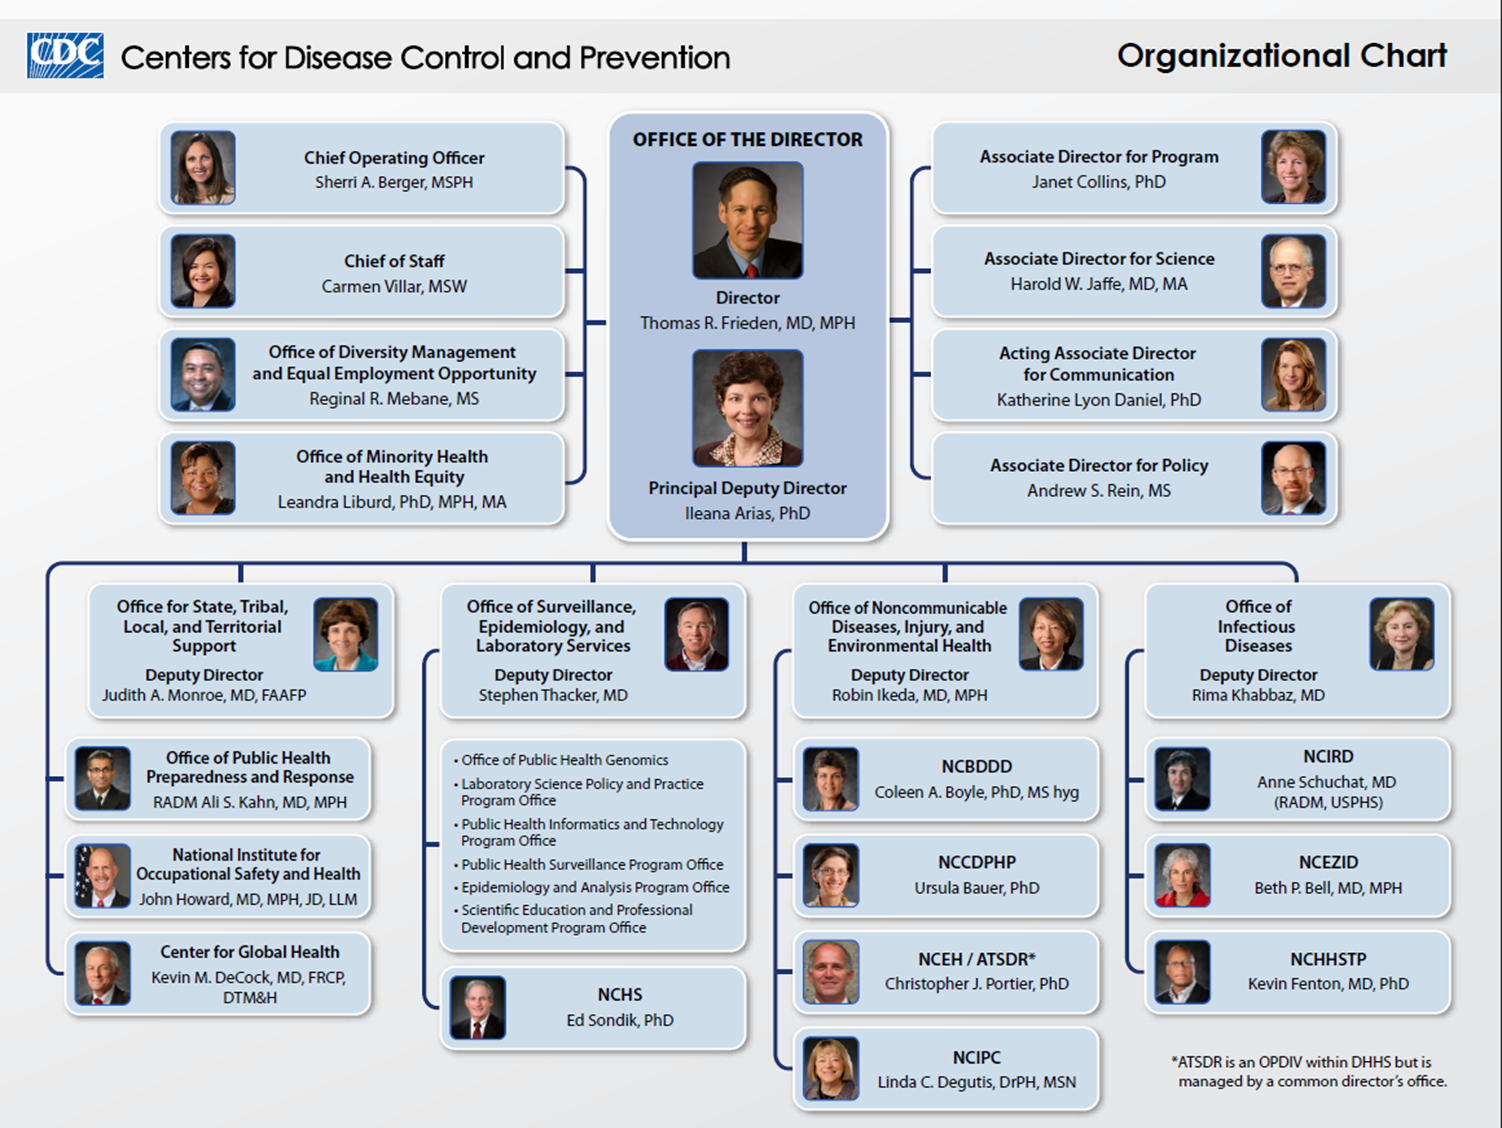 CDC Centers for Disease Control and Prevention
Organizational Chart
Chief Operating Officer
Sherri A. Berger, MSPH
Chief of Staff
Carmen Villar, MSW
Office of Diversity Management
and Equal Employment Opportunity
Reginal R. Mebane, MS
Office of Minority Health
and Health Equity
Leandra Liburd, PhD, MPH, MA
OFFICE OF THE DIRECTOR
Director
Thomas R. Frieden, MD, MPH
Principal Deputy Director
Ileana Arias, PhD
Associate Director for Program
Janet Collins, PhD
Associate Director for Science
Harold W. Jaffe, MD, MA
Acting Associate Director
for Communication
Katherine Lyon Daniel, PhD
Associate Director for Policy
Andrew S. Rein, MS
Office for State, Tribal,
Local, and Territorial
Support
Deputy Director
Judith A. Monroe, MD, FAAFP
Office of Public Health
Preparedness and Response
RADM Ali S. Kahn, MD, MPH
National Institute for
Occupational Safety and Health
John Howard, MD, MPH, JD, LLM
Center for Global Health
Kevin M. DeCock, MD, FRCP,
DTM&H
Office of Surveillance,
Epidemiology, and
Laboratory Services
Deputy Director
Stephen Thacker, MD
• Office of Public Health Genomics
• Laboratory Science Policy and Practice
Program Office
• Public Health Informatics and Technology
Program Office
• Public Health Surveillance Program Office
• Epidemiology and Analysis Program Office
• Scientific Education and Professional
Development Program Office
NCHS
Ed Sondik, PhD
Office of Noncommunicable
Diseases, Injury, and
Environmental Health
Deputy Director
Robin Ikeda, MD, MPH
NCBDDD
Coleen A. Boyle, PhD, MS hyg
NCCDPHP
Ursula Bauer, PhD
NCEH / ATSDR*
Christopher J. Portier, PhD
NCIPC
Linda C. Degutis, DrPH, MSN
Office of
Infectious
Diseases
Deputy Director
Rima Khabbaz, MD
NCIRD
Anne Schuchat, MD
(RADM, USPHS)
NCEZID
Beth P. Bell, MD, MPH
NCHHSTP
Kevin Fenton, MD, PhD
*ATSDR is an OPDIV within DHHS but is
managed by a common director's office.